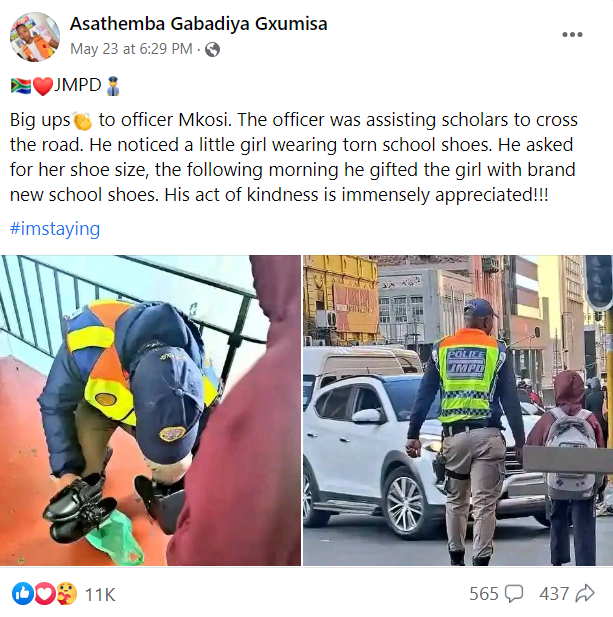 Asathemba Gabadiya Gxumisa
May 23 at 6:29 PM ·
🇿🇦❤️JMPD👮‍♂️
Big ups👏 to officer Mkosi. The officer was assisting scholars to cross
the road. He noticed a little girl wearing torn school shoes. He asked
for her shoe size, the following morning he gifted the girl with brand
new school shoes. His act of kindness is immensely appreciated!!!
#imstaying
POLICE
JMPD
11K
565
437